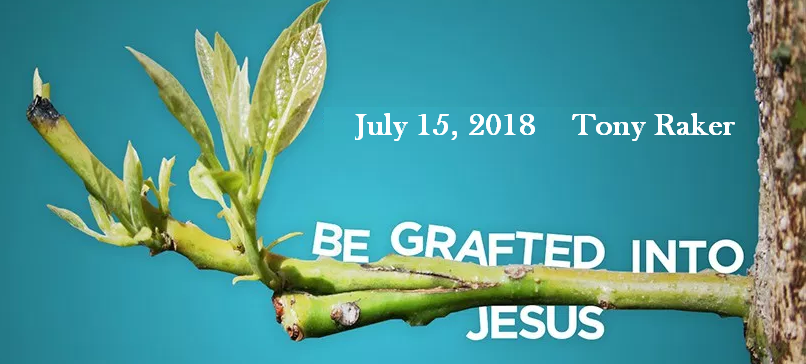 July 15, 2018 Tony Raker
BE GRAFTED INTO
JESUS